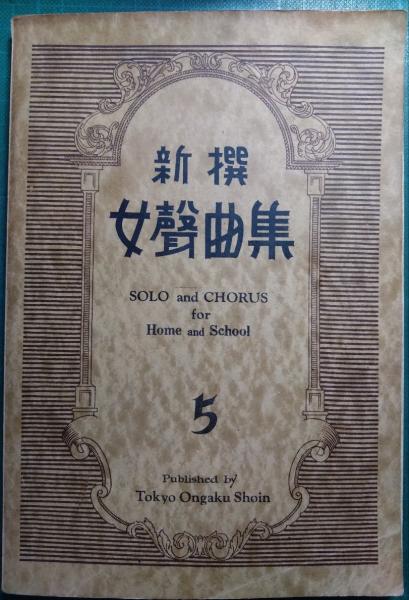 新撰
女聲曲集
SOLO and CHORUS
for
Home and School
5
Published by
Tokyo Ongaku Shoin